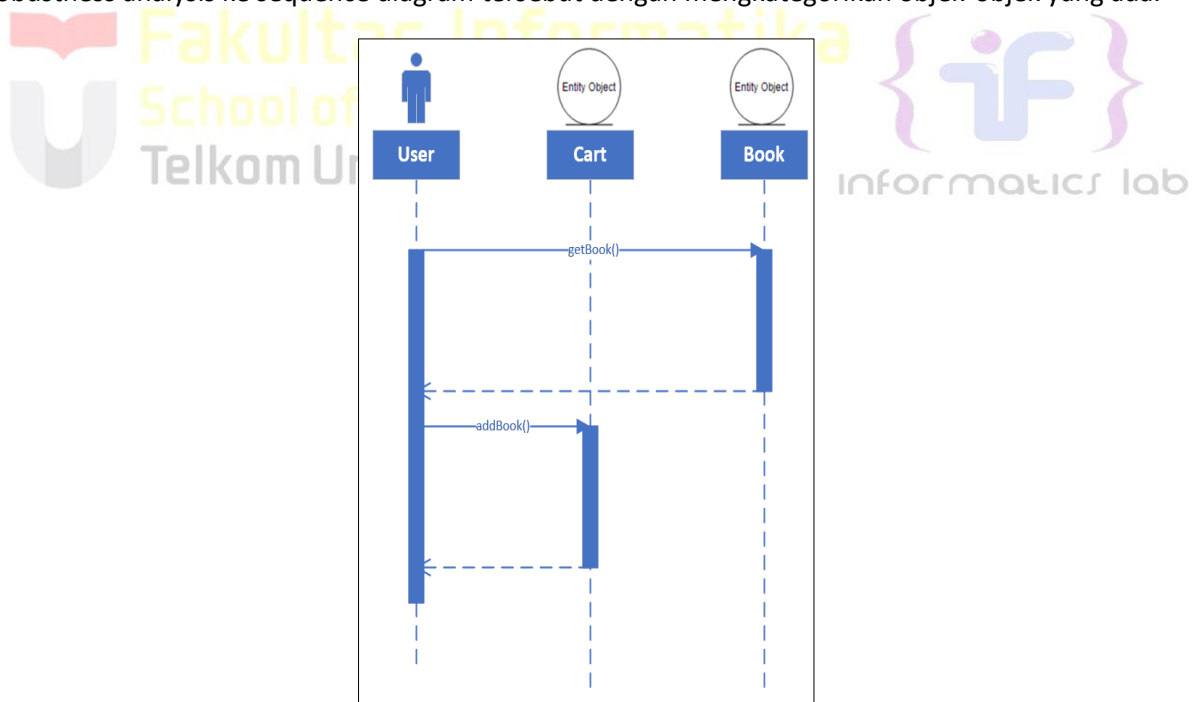 robustness analysis ke sequence diagram tersebut dengan mengkategorikan objek-objek yang ada.
Fakultas Informatika
School of
Telkom Un
informatics lab
Entity Object
Entity Object
User
Cart
Book
getBook()
addBook()